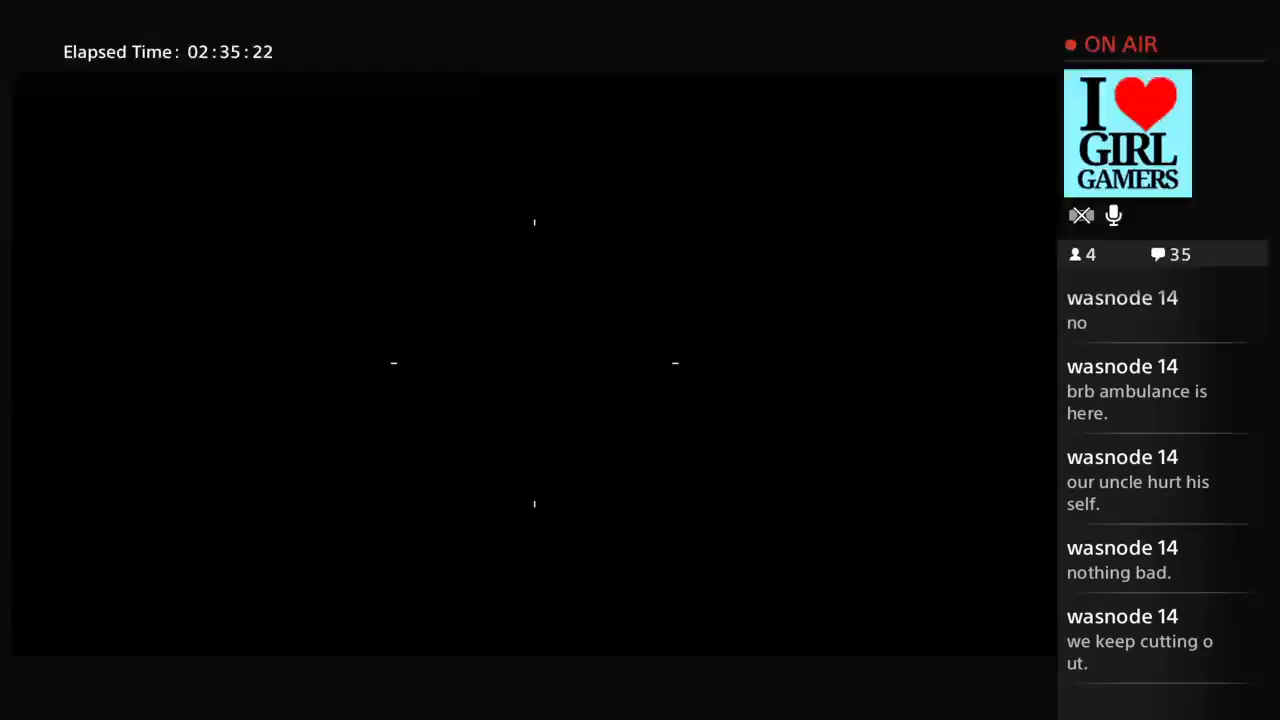 Elapsed Time: 02:35:22
ON AIR
I
GIRL
GAMERS
4 35
wasnode 14
no
wasnode 14
brb ambulance is
here.
wasnode 14
our uncle hurt his
self.
wasnode 14
nothing bad.
wasnode 14
we keep cutting o
ut.